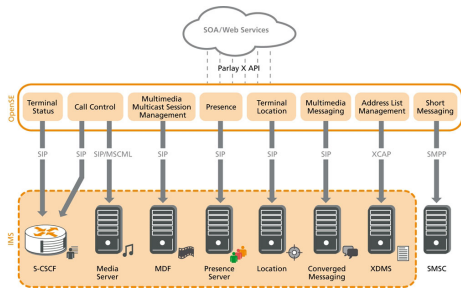 SOA/Web Services
Parlay X API
OpenSE
Terminal
Status
Call Control
Multimedia
Multicast Session
Management
Presence
Terminal
Location
Multimedia
Messaging
Address List
Management
Short
Messaging
SIP
SIP
SIP/MSCML
SIP
SIP
SIP
SIP
XCAP
SMPP
IMS
S-CSCF
Media
Server
MDF
Presence
Server
Location
Converged
Messaging
XDMS
SMSC